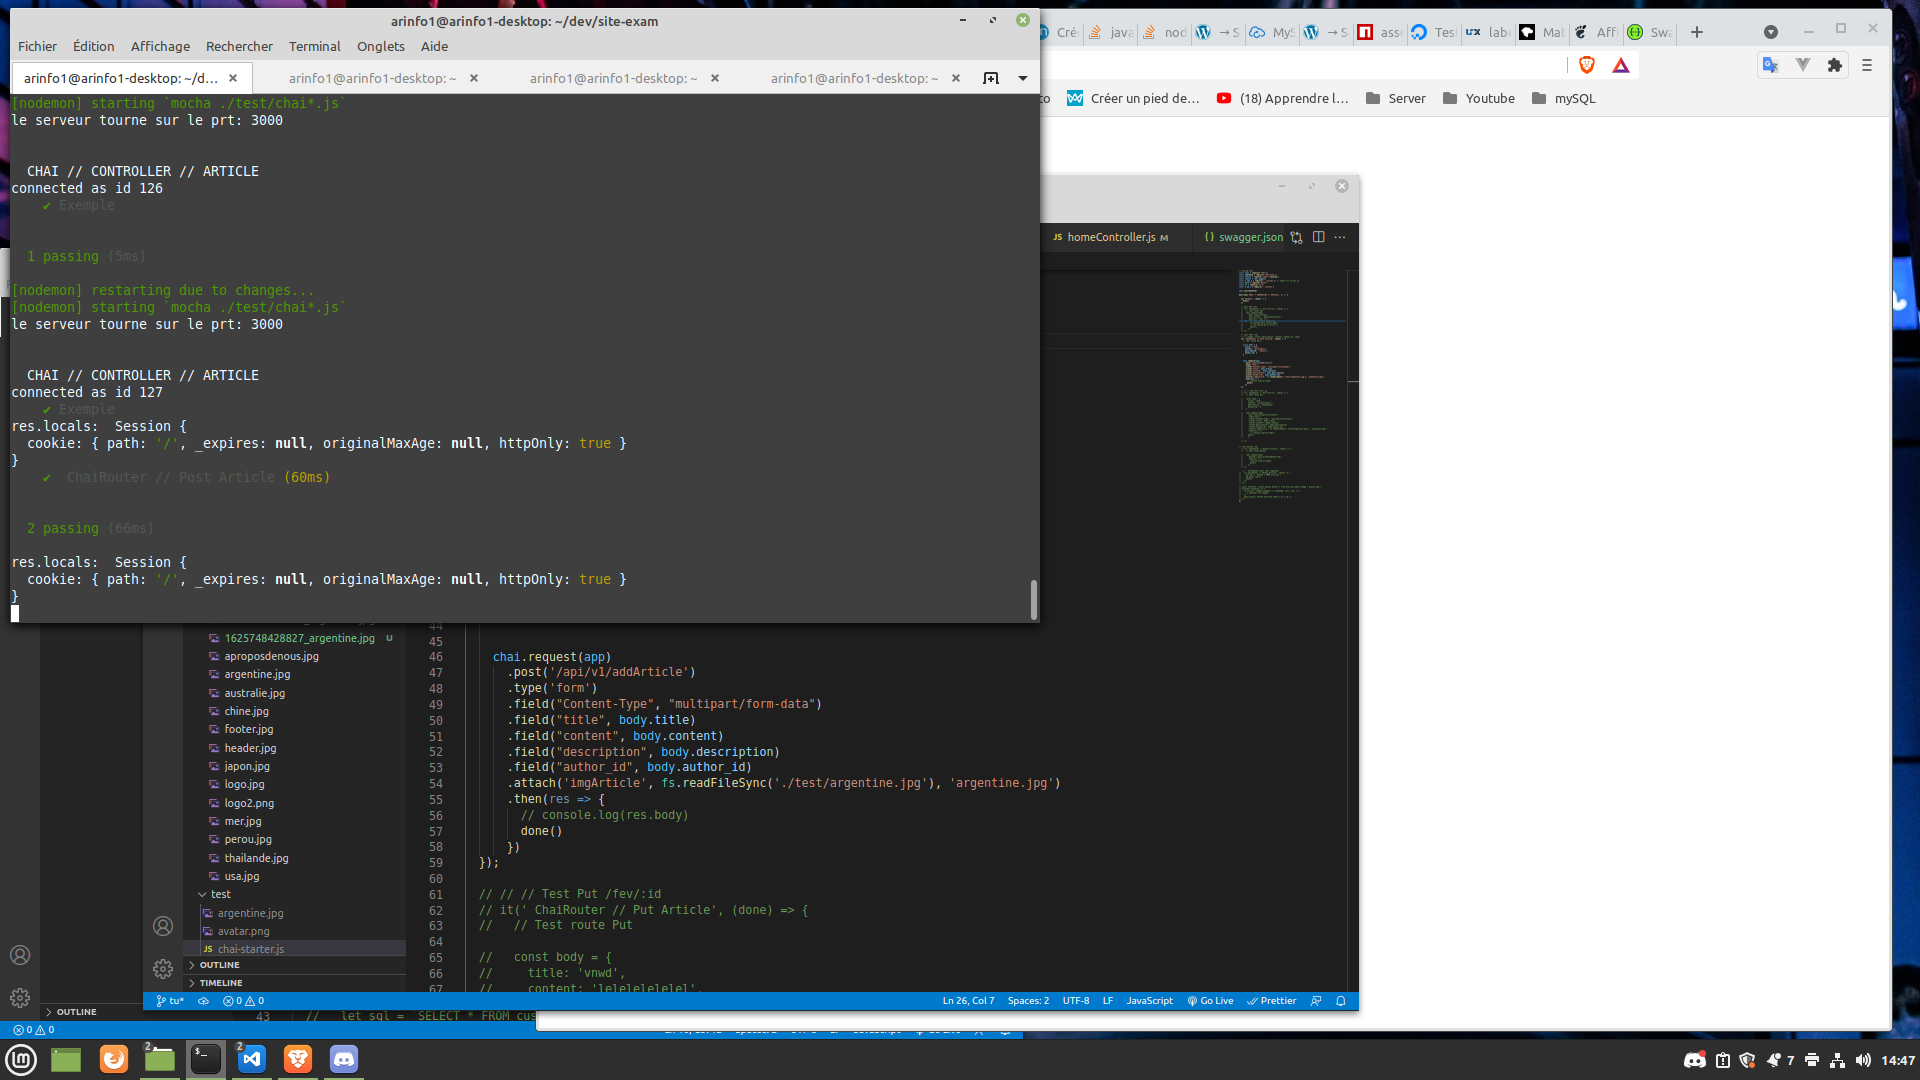 arinfo1@arinfo1-desktop: ~/dev/site-exam
Fichier Édition Affichage Rechercher Terminal Onglets Aide
arinfo1@arinfo1-desktop: ~/d… arinfo1@arinfo1-desktop: ~ arinfo1@arinfo1-desktop: ~ arinfo1@arinfo1-desktop: ~
[nodemon] starting `mocha ./test/chai*.js`
le serveur tourne sur le prt: 3000
CHAI // CONTROLLER // ARTICLE
connected as id 126
✔ Exemple
1 passing (5ms)
[nodemon] restarting due to changes...
[nodemon] starting `mocha ./test/chai*.js`
le serveur tourne sur le prt: 3000
CHAI // CONTROLLER // ARTICLE
connected as id 127
✔ Exemple
res.locals:  Session {
cookie: { path: '/', _expires: null, originalMaxAge: null, httpOnly: true }
}
✔  ChaiRouter // Post Article (60ms)
2 passing (66ms)
res.locals:  Session {
cookie: { path: '/', _expires: null, originalMaxAge: null, httpOnly: true }
}
Cré java nod → S MyS → S ass Tes lab Mat Affi Swa
Créer un pied de… (18) Apprendre l… Server Youtube mySQL
homeController.js M {} swagger.json
1625748428827_argentine.jpg U
aproposdenous.jpg
argentine.jpg
australie.jpg
chine.jpg
footer.jpg
header.jpg
japon.jpg
logo.jpg
logo2.png
mer.jpg
perou.jpg
thailande.jpg
usa.jpg
test
argentine.jpg
avatar.png
JS chai-starter.js
OUTLINE
TIMELINE
44
45
46 chai.request(app)
47 .post('/api/v1/addArticle')
48 .type('form')
49 .field("Content-Type", "multipart/form-data")
50 .field("title", body.title)
51 .field("content", body.content)
52 .field("description", body.description)
53 .field("author_id", body.author_id)
54 .attach('imgArticle', fs.readFileSync('./test/argentine.jpg'), 'argentine.jpg')
55 .then(res => {
56 // console.log(res.body)
57 done()
58 })
59 });
60
61 // // // Test Put /fev/:id
62 // it(' ChaiRouter // Put Article', (done) => {
63 //   // Test route Put
64
65 //   const body = {
66 //     title: 'vnwd',
67 //     content: 'lelelelelelel',
tu* 0 0 Ln 26, Col 7 Spaces: 2 UTF-8 LF JavaScript Go Live Prettier
OUTLINE
43 //   let sql = `SELECT * FROM cus
0 0
2 2 7 14:47